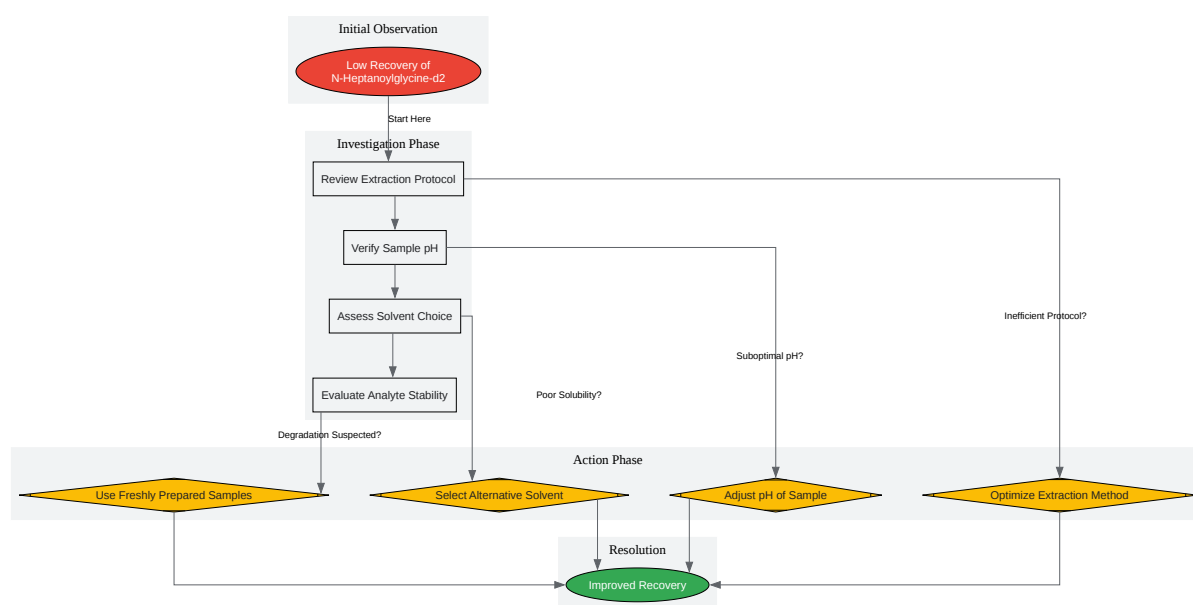 Initial Observation
Low Recovery of
N-Heptanoylglycine-d2
Start Here
Investigation Phase
Review Extraction Protocol
Verify Sample pH
Assess Solvent Choice
Inefficient Protocol?
Suboptimal pH?
Evaluate Analyte Stability
Poor Solubility?
Degradation Suspected?
Action Phase
Use Freshly Prepared Samples
Select Alternative Solvent
Adjust pH of Sample
Optimize Extraction Method
Resolution
Improved Recovery